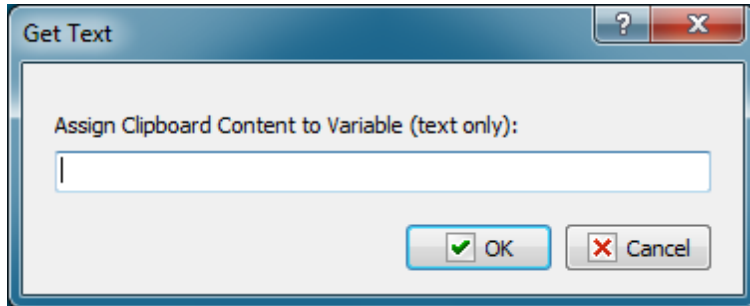 Get Text
Assign Clipboard Content to Variable (text only):
OK
Cancel